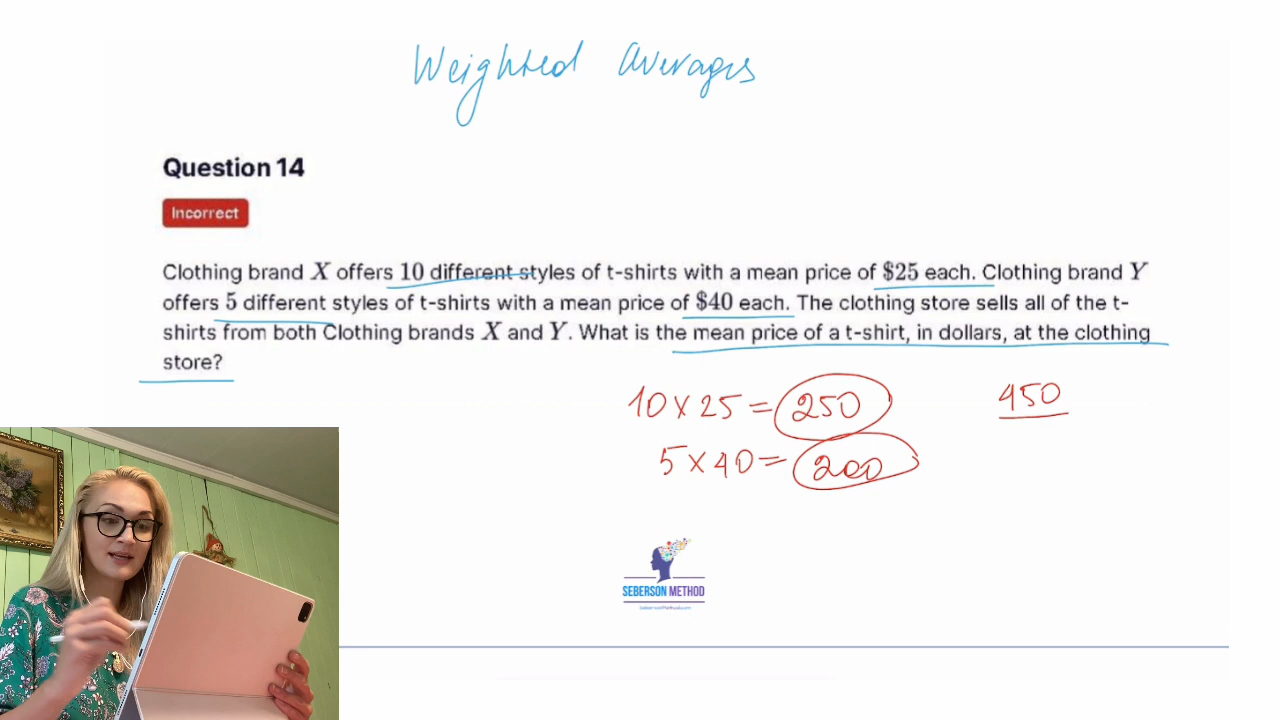 Weighted Averages
Question 14
Incorrect
Clothing brand X offers 10 different styles of t-shirts with a mean price of $25 each. Clothing brand Y
offers 5 different styles of t-shirts with a mean price of $40 each. The clothing store sells all of the t-
shirts from both Clothing brands X and Y. What is the mean price of a t-shirt, in dollars, at the clothing
store?
10 × 25 = 250
450
5 × 40 = 200
SEBERSON METHOD
SebersonMethod.com